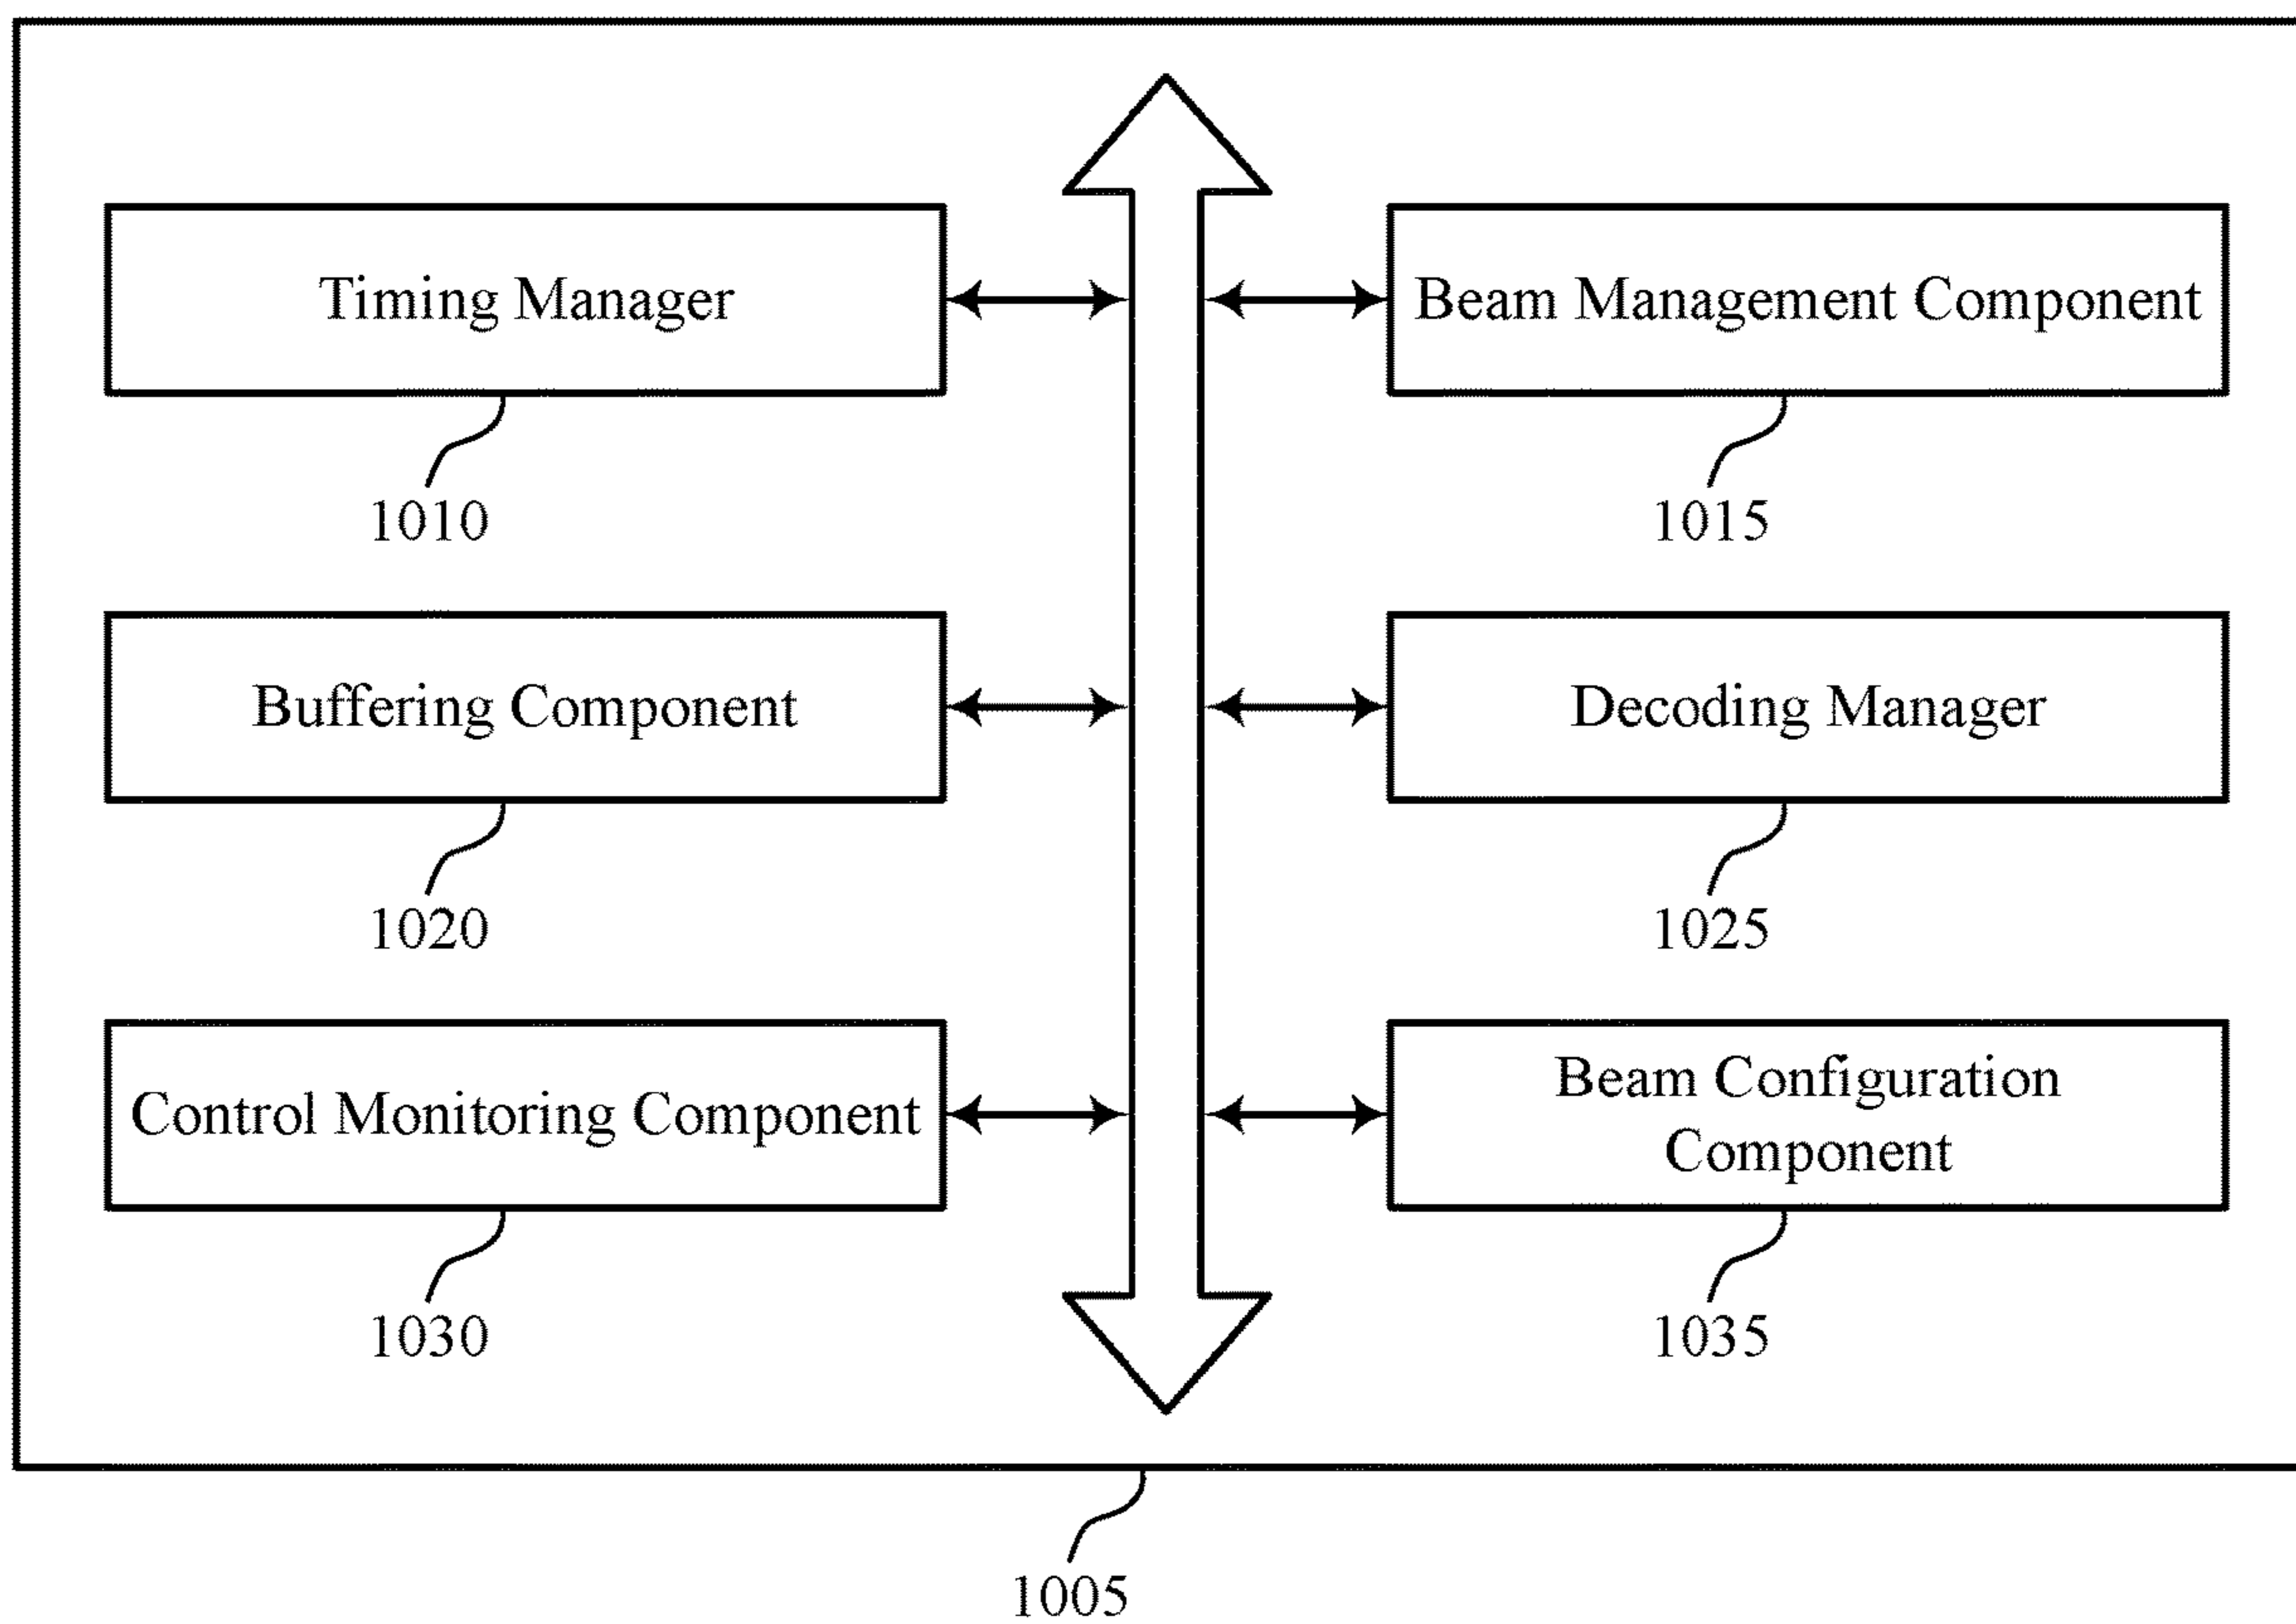 Timing Manager
Beam Management Component
1010
1015
Buffering Component
Decoding Manager
1020
1025
Control Monitoring Component
Beam Configuration
Component
1030
1035
1005